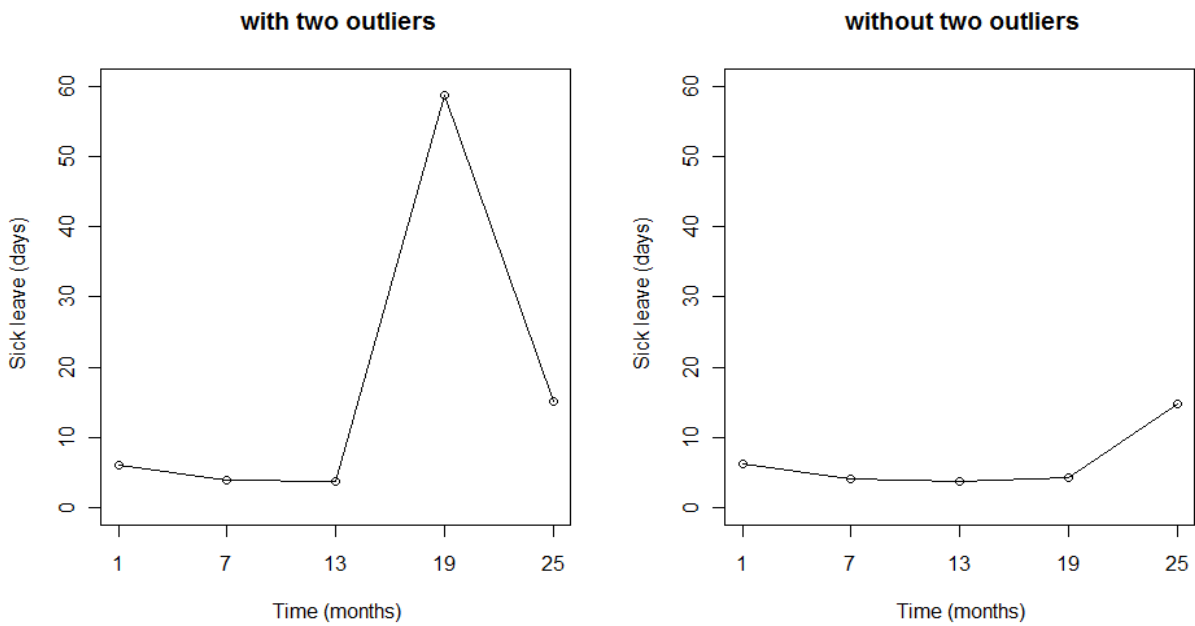 with two outliers
60
50
40
30
20
10
0
Sick leave (days)
1 7 13 19 25
Time (months)
without two outliers
60
50
40
30
20
10
0
Sick leave (days)
1 7 13 19 25
Time (months)